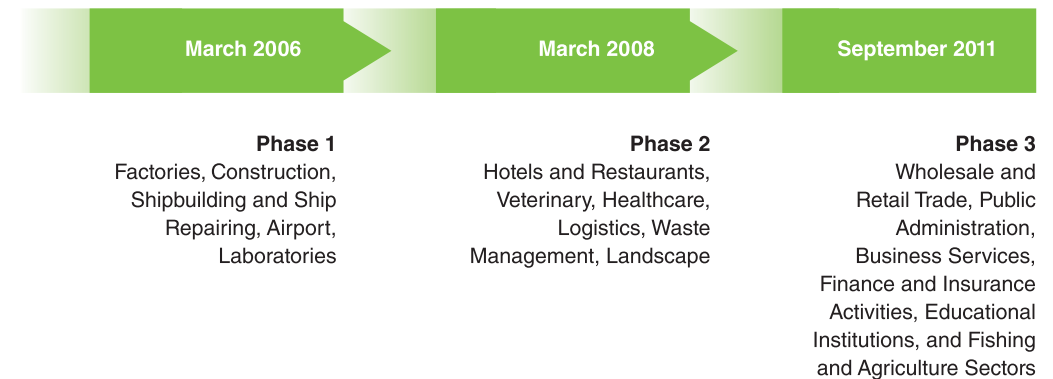 March 2006
March 2008
September 2011
Phase 1
Factories, Construction,
Shipbuilding and Ship
Repairing, Airport,
Laboratories
Phase 2
Hotels and Restaurants,
Veterinary, Healthcare,
Logistics, Waste
Management, Landscape
Phase 3
Wholesale and
Retail Trade, Public
Administration,
Business Services,
Finance and Insurance
Activities, Educational
Institutions, and Fishing
and Agriculture Sectors